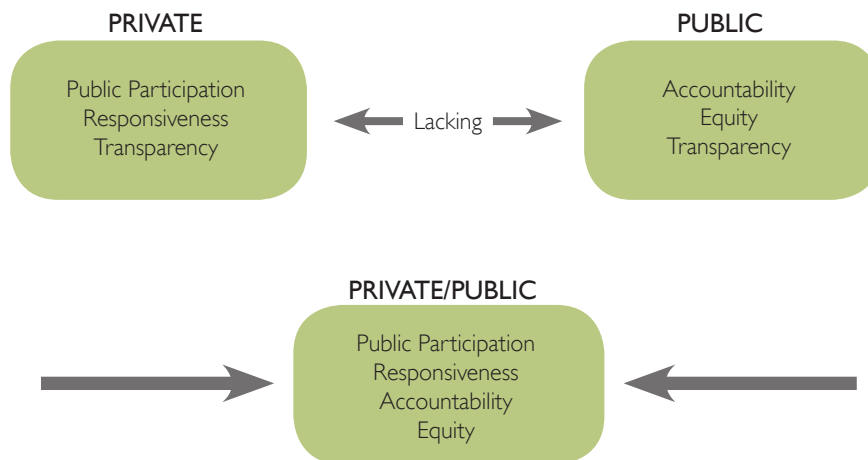 PRIVATE
Public Participation
Responsiveness
Transparency
Lacking
PUBLIC
Accountability
Equity
Transparency
PRIVATE/PUBLIC
Public Participation
Responsiveness
Accountability
Equity